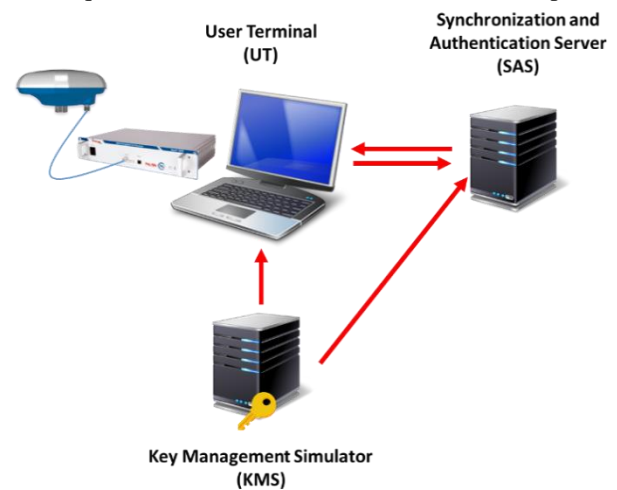 User Terminal
(UT)
Synchronization and
Authentication Server
(SAS)
Key Management Simulator
(KMS)